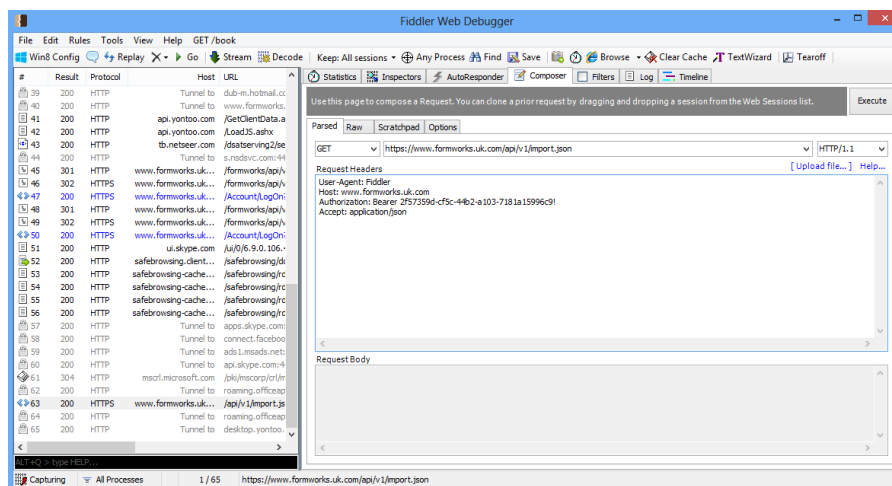 Fiddler Web Debugger
File Edit Rules Tools View Help GET /book
Win8 Config Replay X Go Stream Decode Keep: All sessions Any Process Find Save Browse Clear Cache TextWizard Tearoff
# Result Protocol Host URL
39 200 HTTP Tunnel to dub-m.hotmail.cc
40 200 HTTP Tunnel to www.formworks.
41 200 HTTP api.yontoo.com /GetClientData.a
42 200 HTTP api.yontoo.com /LoadJS.ashx
43 200 HTTP tb.netseer.com /dsatserving2/se
44 200 HTTP Tunnel to s.nsdsvc.com:44
45 301 HTTP www.formworks.uk... /formworks/api/v
46 302 HTTPS www.formworks.uk... /formworks/api/v
47 200 HTTPS www.formworks.uk... /Account/LogOn?
48 301 HTTP www.formworks.uk... /formworks/api/v
49 302 HTTPS www.formworks.uk... /formworks/api/v
50 200 HTTPS www.formworks.uk... /Account/LogOn?
51 200 HTTP ui.skype.com /ui/0/6.9.0.106.
52 200 HTTP safebrowsing.client... /safebrowsing/dc
53 200 HTTP safebrowsing-cache... /safebrowsing/rc
54 200 HTTP safebrowsing-cache... /safebrowsing/rc
55 200 HTTP safebrowsing-cache... /safebrowsing/rc
56 200 HTTP safebrowsing-cache... /safebrowsing/rc
57 200 HTTP Tunnel to apps.skype.com:
58 200 HTTP Tunnel to connect.faceboo
59 200 HTTP Tunnel to ads1.msads.net:
60 200 HTTP Tunnel to api.skype.com:4
61 304 HTTP mscrl.microsoft.com /pki/mscorp/crl/m
62 200 HTTP Tunnel to roaming.officeap
63 200 HTTPS www.formworks.uk... /api/v1/import.js
64 200 HTTP Tunnel to roaming.officeap
65 200 HTTP Tunnel to desktop.yontoo.
ALT+Q > type HELP...
Capturing All Processes 1 / 65 https://www.formworks.uk.com/api/v1/import.json
Statistics Inspectors AutoResponder Composer Filters Log Timeline
Use this page to compose a Request. You can clone a prior request by dragging and dropping a session from the Web Sessions list. Execute
Parsed Raw Scratchpad Options
GET https://www.formworks.uk.com/api/v1/import.json HTTP/1.1
Request Headers [ Upload file... ] Help...
User-Agent: Fiddler
Host: www.formworks.uk.com
Authorization: Bearer 2f57359d-cf5c-44b2-a103-7181a15996c9!
Accept: application/json
Request Body